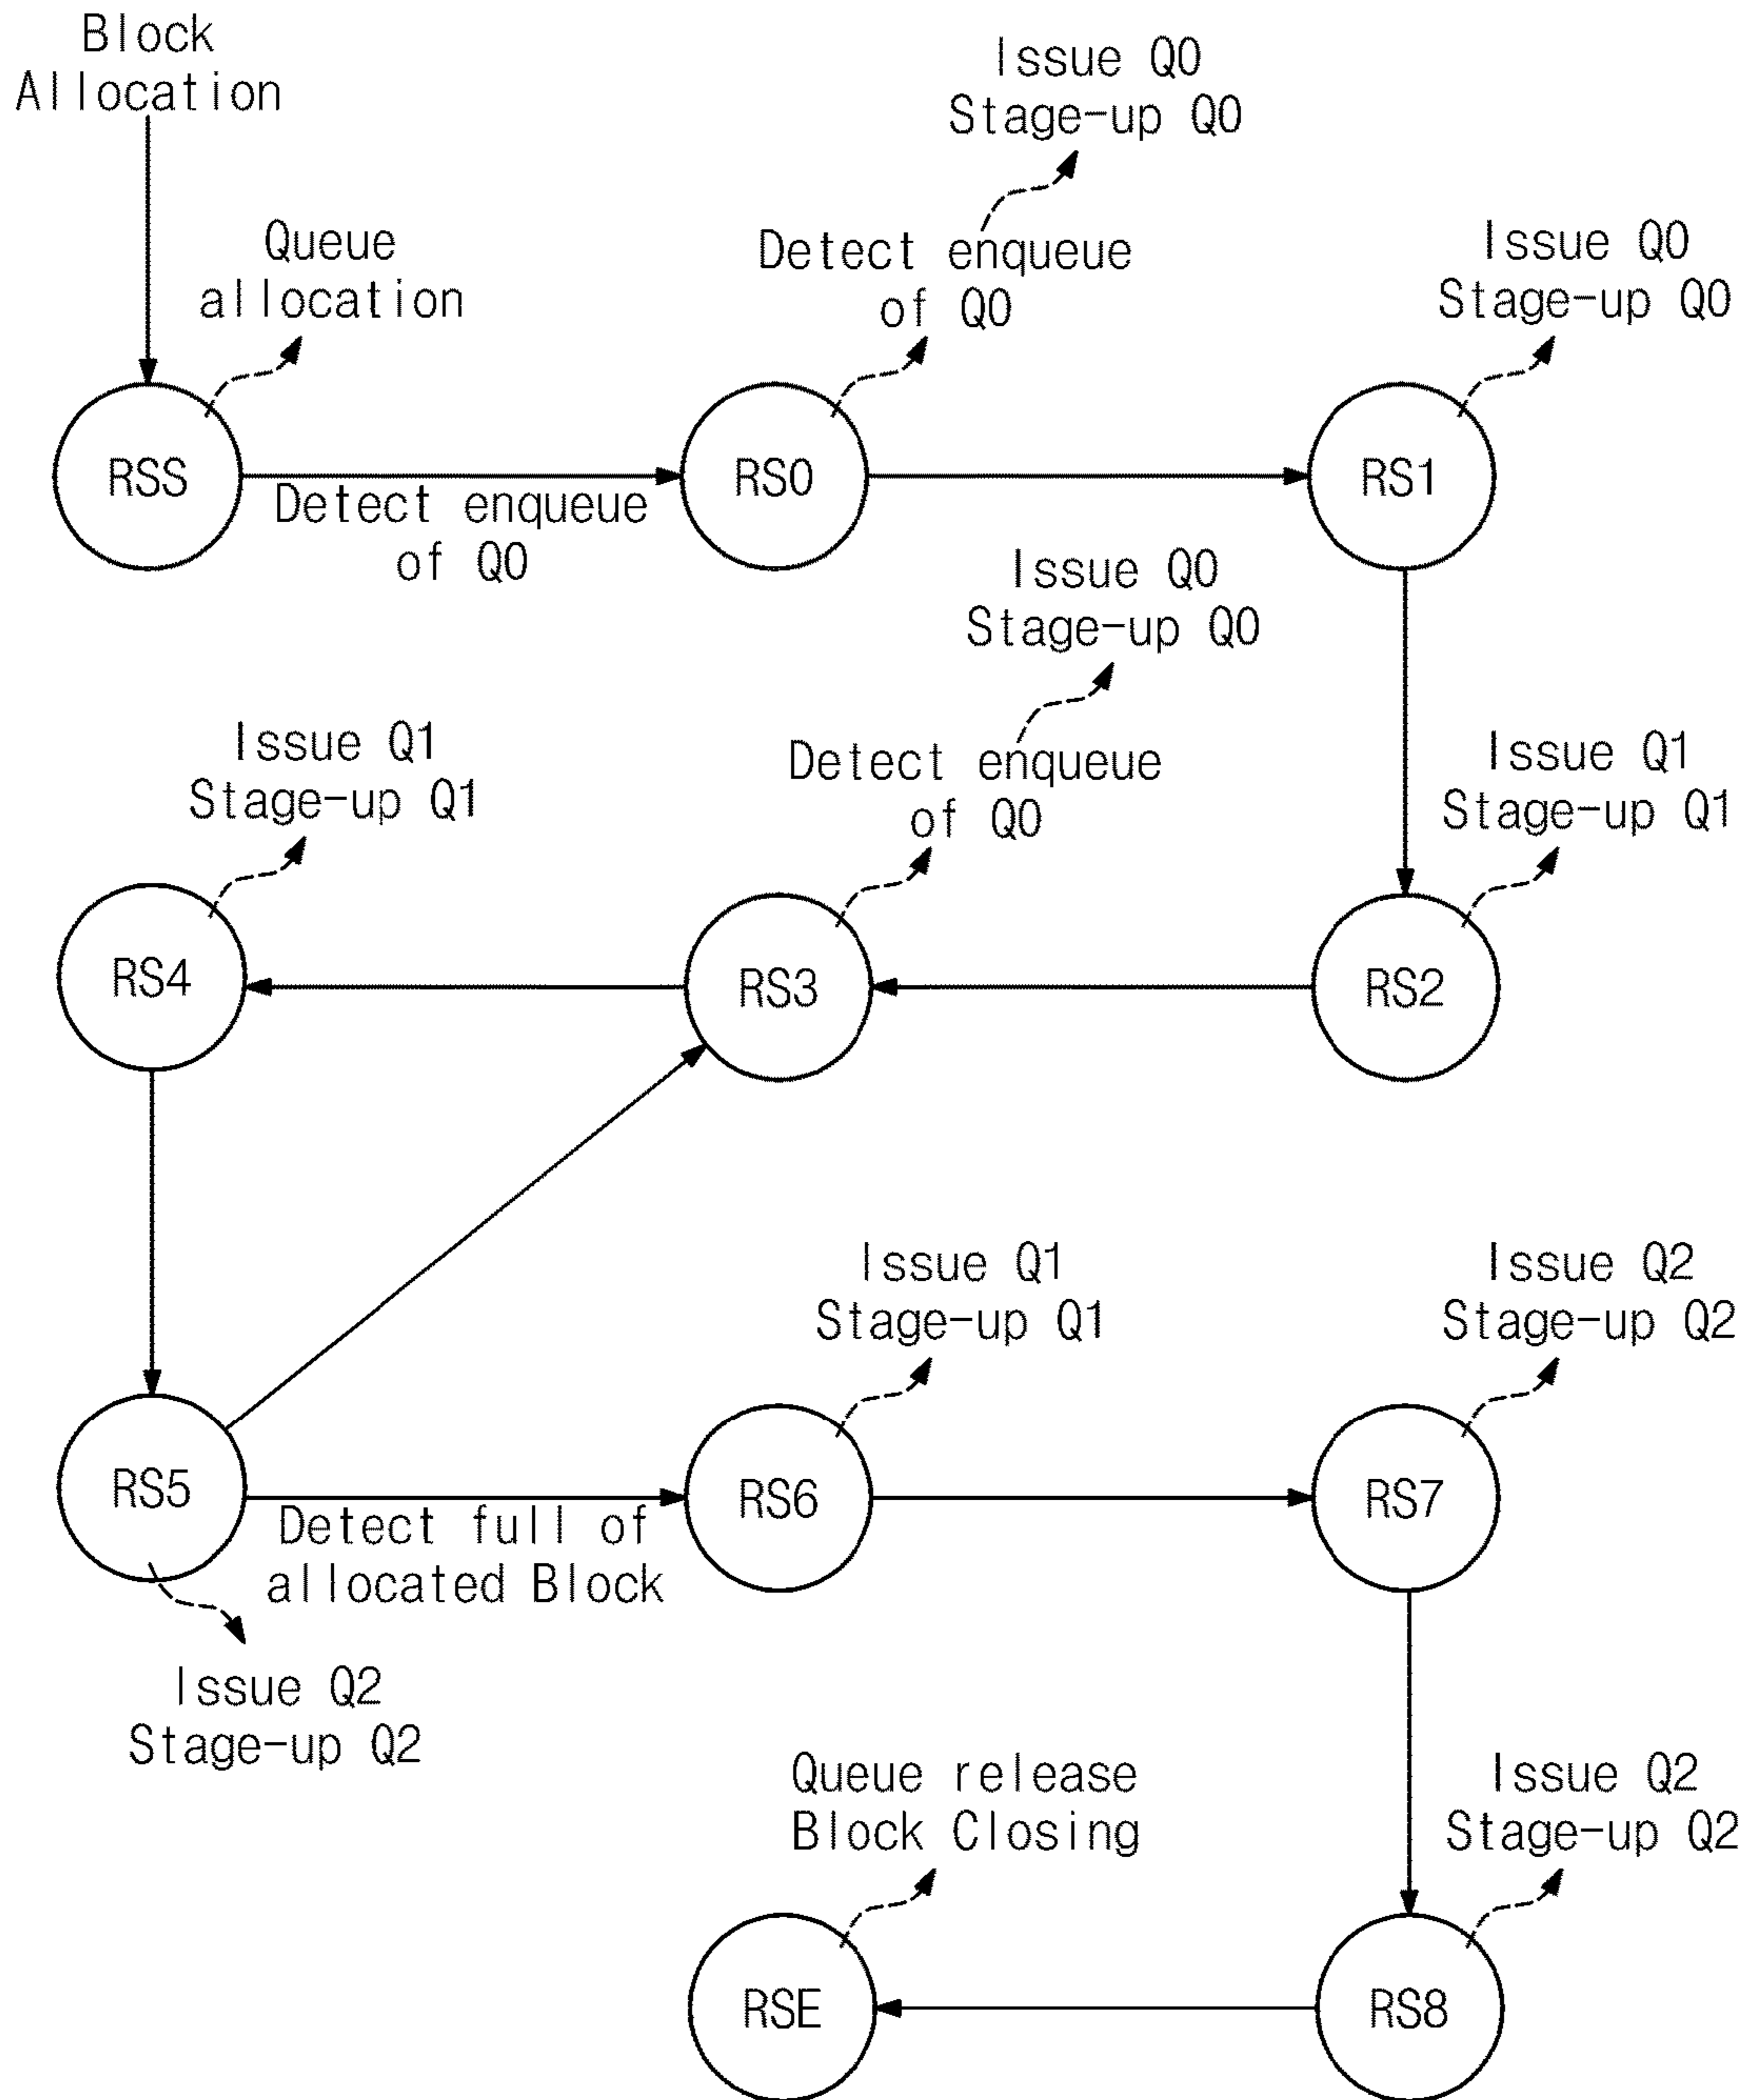 Block
Allocation
Issue Q0
Stage-up Q0
Queue
allocation
Detect enqueue
of Q0
Issue Q0
Stage-up Q0
RSS
RS0
RS1
Detect enqueue
of Q0
Issue Q0
Stage-up Q0
Issue Q1
Stage-up Q1
Detect enqueue
of Q0
Issue Q1
Stage-up Q1
RS4
RS3
RS2
Issue Q1
Stage-up Q1
Issue Q2
Stage-up Q2
RS5
RS6
RS7
Detect full of
allocated Block
Issue Q2
Stage-up Q2
Queue release
Block Closing
Issue Q2
Stage-up Q2
RSE
RS8